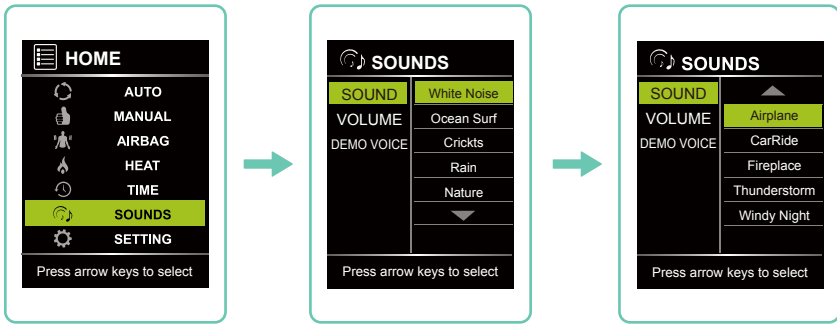 HOME
AUTO
MANUAL
AIRBAG
HEAT
TIME
SOUNDS
SETTING
Press arrow keys to select
SOUNDS
SOUND
VOLUME
DEMO VOICE
White Noise
Ocean Surf
Crickts
Rain
Nature
Press arrow keys to select
SOUNDS
SOUND
VOLUME
DEMO VOICE
Airplane
CarRide
Fireplace
Thunderstorm
Windy Night
Press arrow keys to select